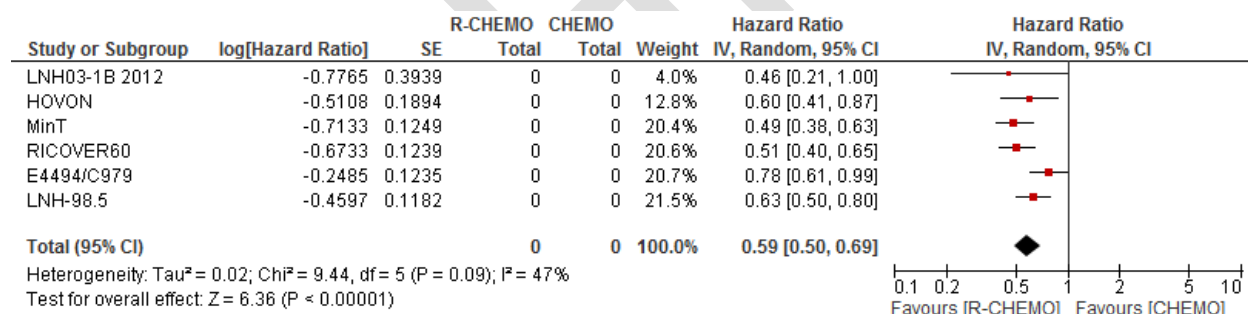 R-CHEMO CHEMO Hazard Ratio Hazard Ratio
Study or Subgroup log[Hazard Ratio] SE Total Total Weight IV, Random, 95% CI IV, Random, 95% CI
LNH03-1B 2012 -0.7765 0.3939 0 0 4.0% 0.46 [0.21, 1.00]
HOVON -0.5108 0.1894 0 0 12.8% 0.60 [0.41, 0.87]
MinT -0.7133 0.1249 0 0 20.4% 0.49 [0.38, 0.63]
RICOVER60 -0.6733 0.1239 0 0 20.6% 0.51 [0.40, 0.65]
E4494/C979 -0.2485 0.1235 0 0 20.7% 0.78 [0.61, 0.99]
LNH-98.5 -0.4597 0.1182 0 0 21.5% 0.63 [0.50, 0.80]
Total (95% CI) 0 0 100.0% 0.59 [0.50, 0.69]
Heterogeneity: Tau² = 0.02; Chi² = 9.44, df = 5 (P = 0.09); I² = 47%
Test for overall effect: Z = 6.36 (P < 0.00001)
0.1 0.2 0.5 1 2 5 10
Favours [R-CHEMO] Favours [CHEMO]